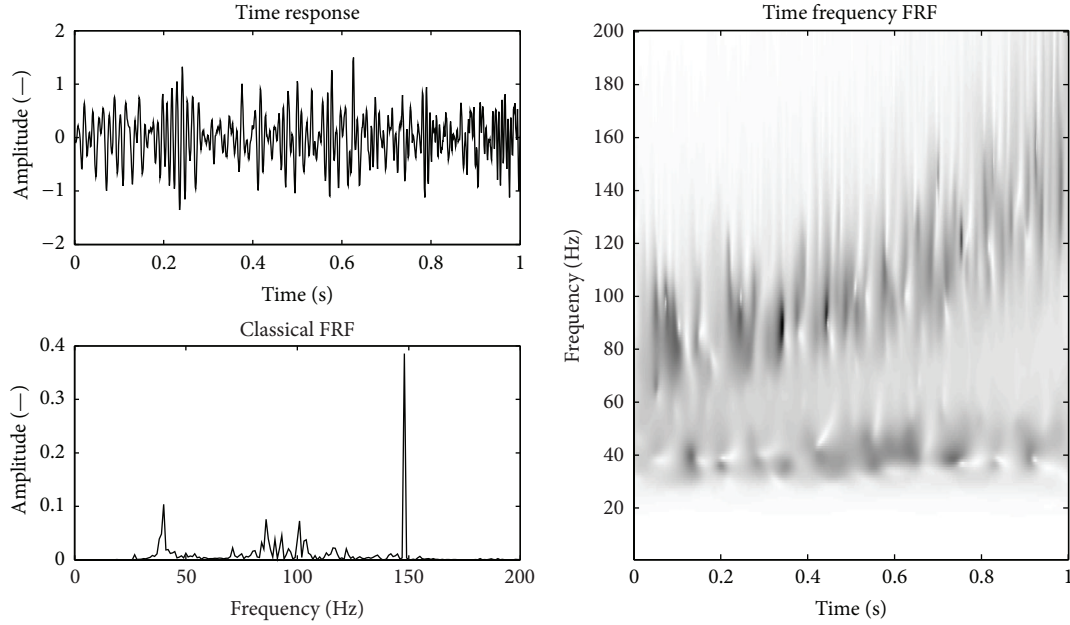 Time response
2
1
0
−1
−2
Amplitude (—)
0 0.2 0.4 0.6 0.8 1
Time (s)
Classical FRF
0.4
0.3
0.2
0.1
0
Amplitude (—)
0 50 100 150 200
Frequency (Hz)
Time frequency FRF
200
180
160
140
120
100
80
60
40
20
Frequency (Hz)
0 0.2 0.4 0.6 0.8 1
Time (s)